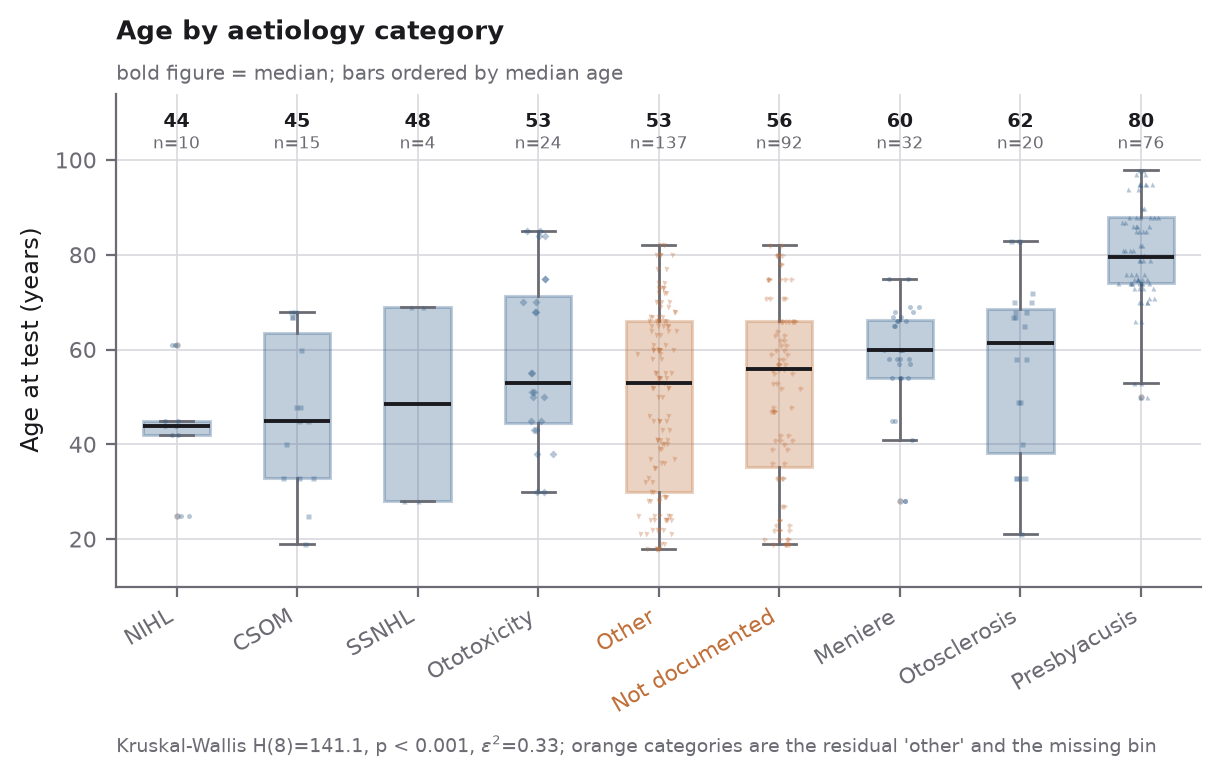 Age by aetiology category
bold figure = median; bars ordered by median age
44 45 48 53 53 56 60 62 80
n=10 n=15 n=4 n=24 n=137 n=92 n=32 n=20 n=76
Age at test (years)
100
80
60
40
20
NIHL CSOM SSNHL Ototoxicity Other Not documented Meniere Otosclerosis Presbyacusis
Kruskal-Wallis H(8)=141.1, p < 0.001, ε²=0.33; orange categories are the residual 'other' and the missing bin